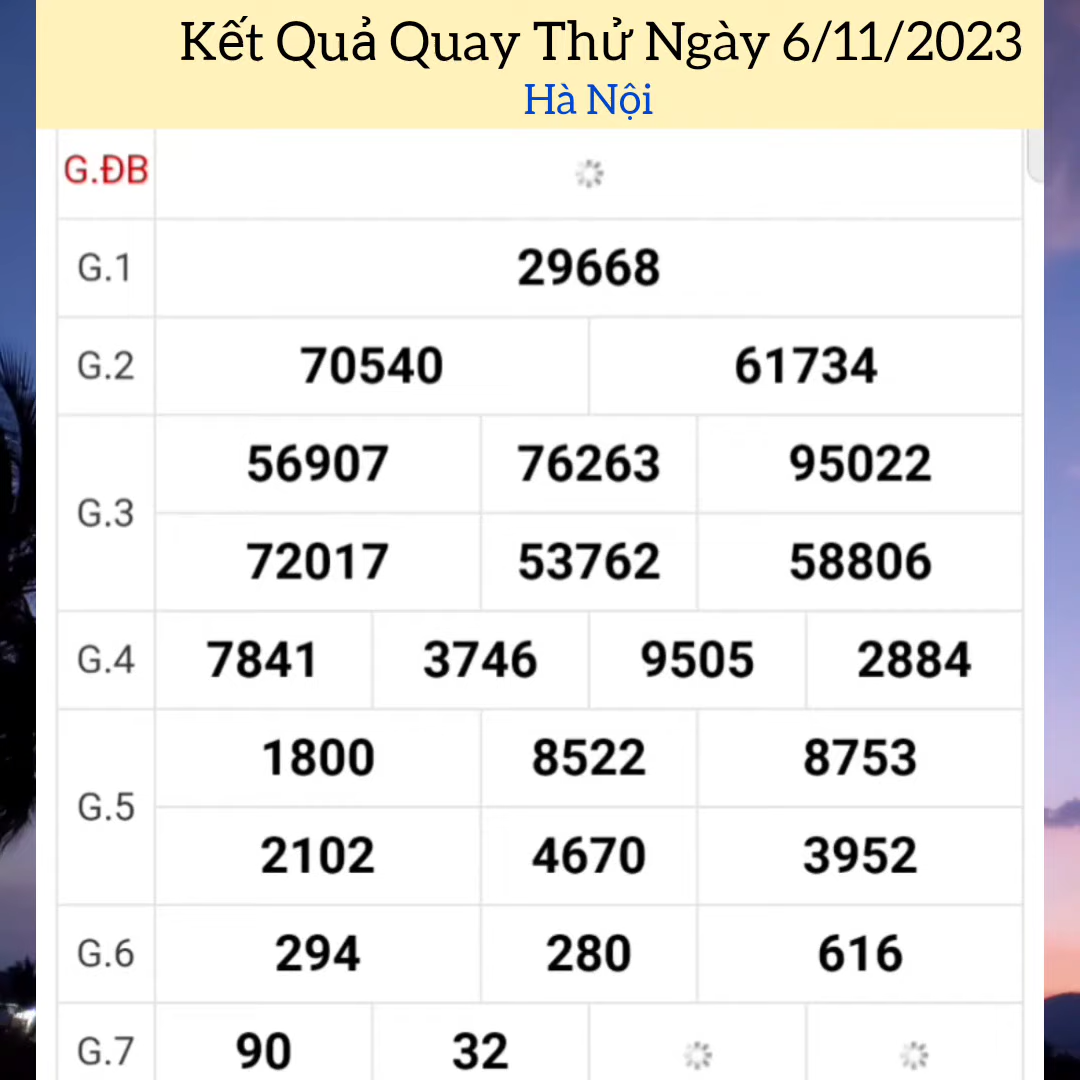 Kết Quả Quay Thử Ngày 6/11/2023
Hà Nội
G.ĐB
G.1 29668
G.2 70540 61734
G.3
56907 76263 95022
72017 53762 58806
G.4 7841 3746 9505 2884
G.5
1800 8522 8753
2102 4670 3952
G.6 294 280 616
G.7 90 32